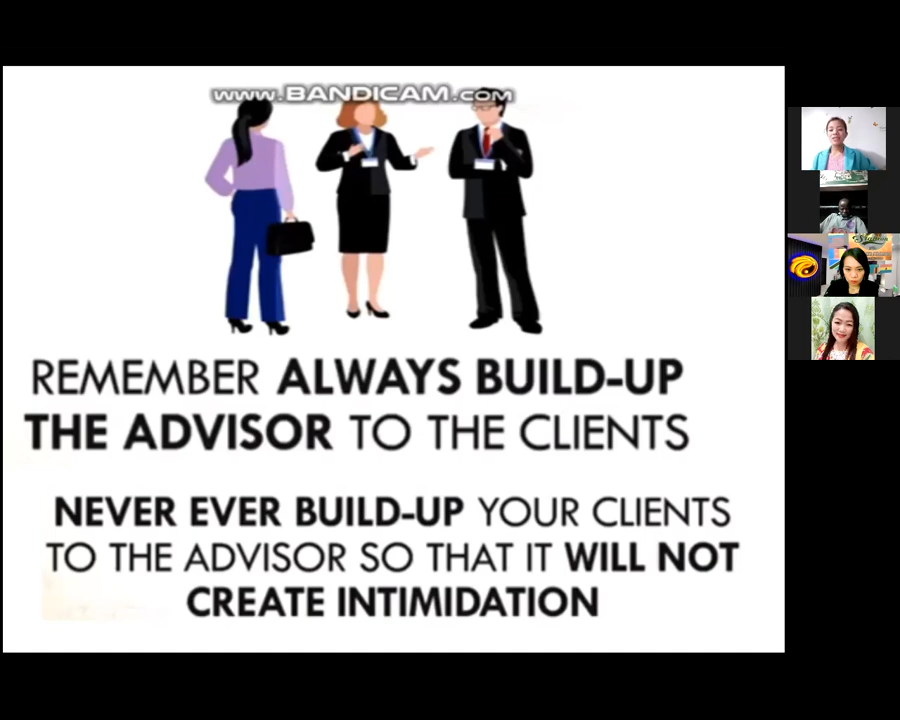 www.BANDICAM.com
REMEMBER ALWAYS BUILD-UP
THE ADVISOR TO THE CLIENTS
NEVER EVER BUILD-UP YOUR CLIENTS
TO THE ADVISOR SO THAT IT WILL NOT
CREATE INTIMIDATION